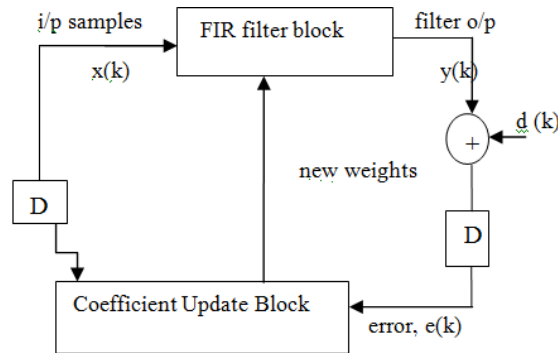 i/p samples
FIR filter block
filter o/p
x(k)
y(k)
d (k)
+
new weights
D
D
Coefficient Update Block
error, e(k)